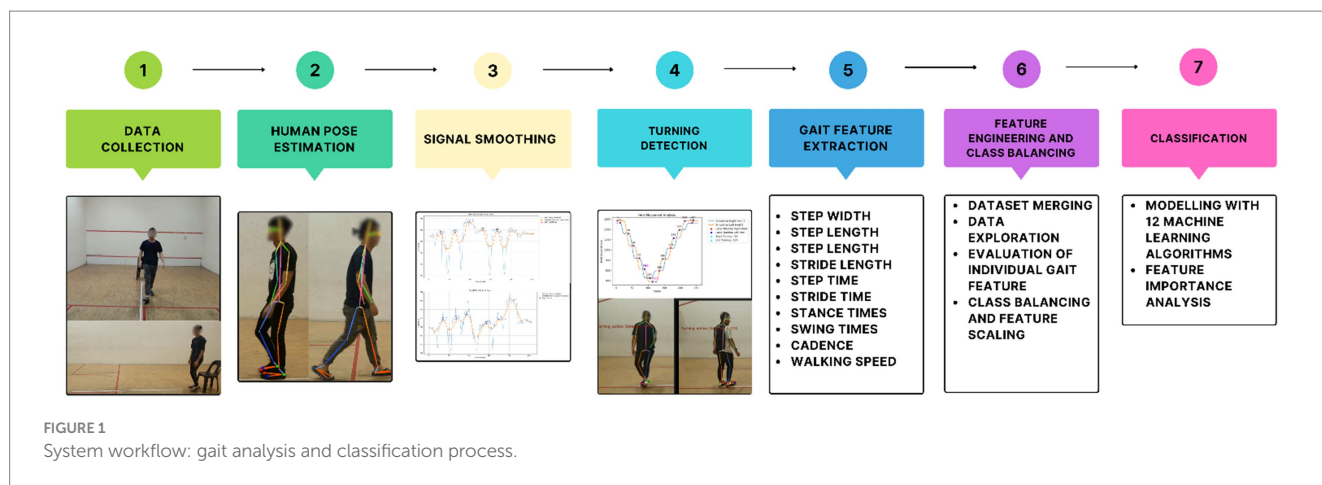 1
2
3
4
5
6
7
DATA
COLLECTION
HUMAN POSE
ESTIMATION
SIGNAL SMOOTHING
TURNING
DETECTION
GAIT FEATURE
EXTRACTION
FEATURE
ENGINEERING AND
CLASS BALANCING
CLASSIFICATION
• STEP WIDTH
• STEP LENGTH
• STEP LENGTH
• STRIDE LENGTH
• STEP TIME
• STRIDE TIME
• STANCE TIMES
• SWING TIMES
• CADENCE
• WALKING SPEED
• DATASET MERGING
• DATA
EXPLORATION
• EVALUATION OF
INDIVIDUAL GAIT
FEATURE
• CLASS BALANCING
AND FEATURE
SCALING
• MODELLING WITH
12 MACHINE
LEARNING
ALGORITHMS
• FEATURE
IMPORTANCE
ANALYSIS
FIGURE 1
System workflow: gait analysis and classification process.